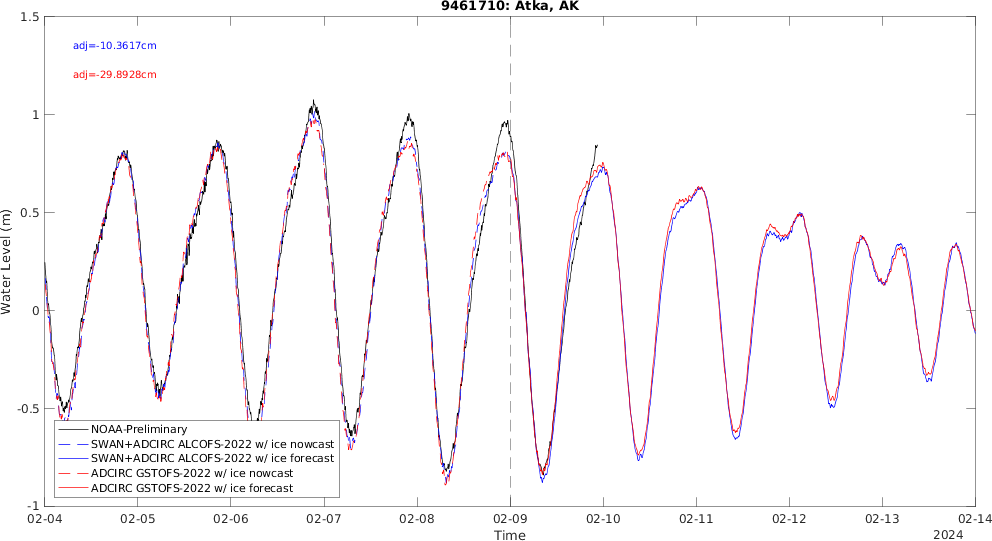 9461710: Atka, AK
adj=-10.3617cm
adj=-29.8928cm
Water Level (m)
1.5
1
0.5
0
-0.5
-1
NOAA-Preliminary
SWAN+ADCIRC ALCOFS-2022 w/ ice nowcast
SWAN+ADCIRC ALCOFS-2022 w/ ice forecast
ADCIRC GSTOFS-2022 w/ ice nowcast
ADCIRC GSTOFS-2022 w/ ice forecast
02-04 02-05 02-06 02-07 02-08 02-09 02-10 02-11 02-12 02-13 02-14
Time
2024